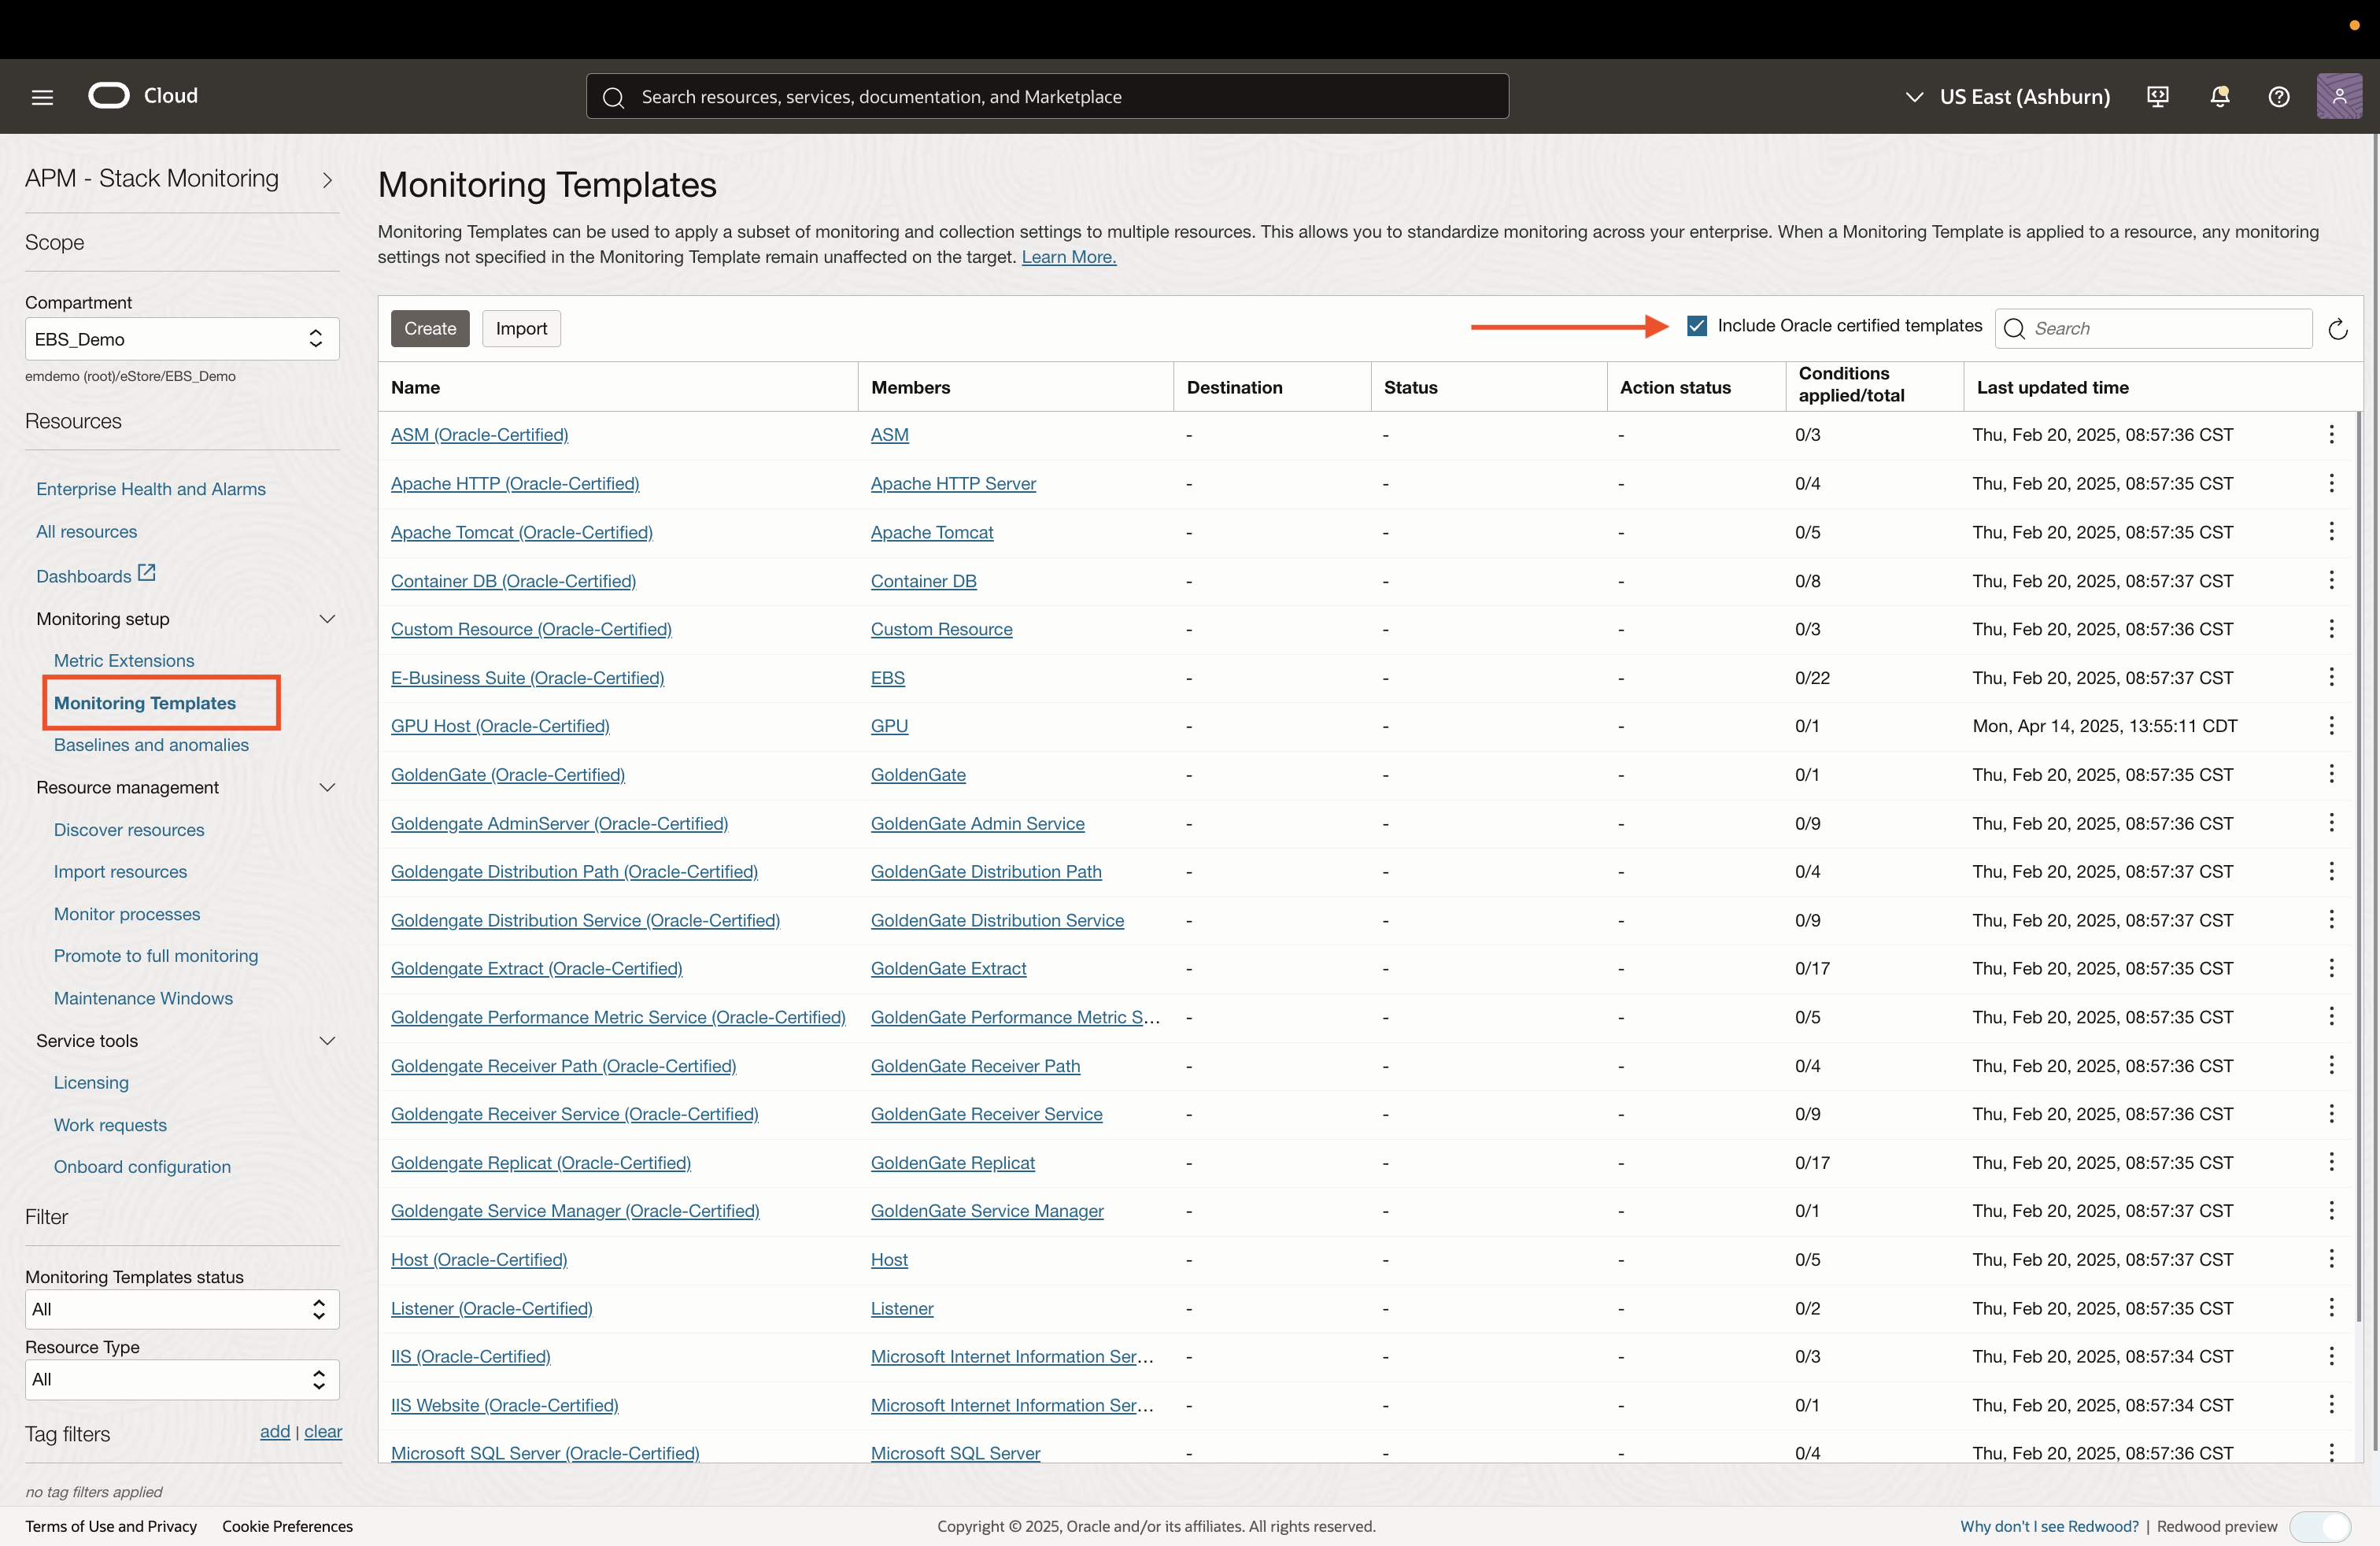 Cloud
Search resources, services, documentation, and Marketplace
US East (Ashburn)
APM - Stack Monitoring
Scope
Compartment
EBS_Demo
emdemo (root)/eStore/EBS_Demo
Resources
Enterprise Health and Alarms
All resources
Dashboards
Monitoring setup
Metric Extensions
Monitoring Templates
Baselines and anomalies
Resource management
Discover resources
Import resources
Monitor processes
Promote to full monitoring
Maintenance Windows
Service tools
Licensing
Work requests
Onboard configuration
Filter
Monitoring Templates status
All
Resource Type
All
Tag filters add | clear
no tag filters applied
Monitoring Templates
Monitoring Templates can be used to apply a subset of monitoring and collection settings to multiple resources. This allows you to standardize monitoring across your enterprise. When a Monitoring Template is applied to a resource, any monitoring
settings not specified in the Monitoring Template remain unaffected on the target. Learn More.
Create Import Include Oracle certified templates Search
Name Members Destination Status Action status Conditions applied/total Last updated time
ASM (Oracle-Certified) ASM - - - 0/3 Thu, Feb 20, 2025, 08:57:36 CST
Apache HTTP (Oracle-Certified) Apache HTTP Server - - - 0/4 Thu, Feb 20, 2025, 08:57:35 CST
Apache Tomcat (Oracle-Certified) Apache Tomcat - - - 0/5 Thu, Feb 20, 2025, 08:57:35 CST
Container DB (Oracle-Certified) Container DB - - - 0/8 Thu, Feb 20, 2025, 08:57:37 CST
Custom Resource (Oracle-Certified) Custom Resource - - - 0/3 Thu, Feb 20, 2025, 08:57:36 CST
E-Business Suite (Oracle-Certified) EBS - - - 0/22 Thu, Feb 20, 2025, 08:57:37 CST
GPU Host (Oracle-Certified) GPU - - - 0/1 Mon, Apr 14, 2025, 13:55:11 CDT
GoldenGate (Oracle-Certified) GoldenGate - - - 0/1 Thu, Feb 20, 2025, 08:57:35 CST
Goldengate AdminServer (Oracle-Certified) GoldenGate Admin Service - - - 0/9 Thu, Feb 20, 2025, 08:57:36 CST
Goldengate Distribution Path (Oracle-Certified) GoldenGate Distribution Path - - - 0/4 Thu, Feb 20, 2025, 08:57:37 CST
Goldengate Distribution Service (Oracle-Certified) GoldenGate Distribution Service - - - 0/9 Thu, Feb 20, 2025, 08:57:37 CST
Goldengate Extract (Oracle-Certified) GoldenGate Extract - - - 0/17 Thu, Feb 20, 2025, 08:57:35 CST
Goldengate Performance Metric Service (Oracle-Certified) GoldenGate Performance Metric S... - - - 0/5 Thu, Feb 20, 2025, 08:57:35 CST
Goldengate Receiver Path (Oracle-Certified) GoldenGate Receiver Path - - - 0/4 Thu, Feb 20, 2025, 08:57:36 CST
Goldengate Receiver Service (Oracle-Certified) GoldenGate Receiver Service - - - 0/9 Thu, Feb 20, 2025, 08:57:36 CST
Goldengate Replicat (Oracle-Certified) GoldenGate Replicat - - - 0/17 Thu, Feb 20, 2025, 08:57:35 CST
Goldengate Service Manager (Oracle-Certified) GoldenGate Service Manager - - - 0/1 Thu, Feb 20, 2025, 08:57:37 CST
Host (Oracle-Certified) Host - - - 0/5 Thu, Feb 20, 2025, 08:57:37 CST
Listener (Oracle-Certified) Listener - - - 0/2 Thu, Feb 20, 2025, 08:57:35 CST
IIS (Oracle-Certified) Microsoft Internet Information Ser... - - - 0/3 Thu, Feb 20, 2025, 08:57:34 CST
IIS Website (Oracle-Certified) Microsoft Internet Information Ser... - - - 0/1 Thu, Feb 20, 2025, 08:57:34 CST
Microsoft SQL Server (Oracle-Certified) Microsoft SQL Server - - - 0/4 Thu, Feb 20, 2025, 08:57:36 CST
Terms of Use and Privacy Cookie Preferences Copyright © 2025, Oracle and/or its affiliates. All rights reserved. Why don't I see Redwood? | Redwood preview